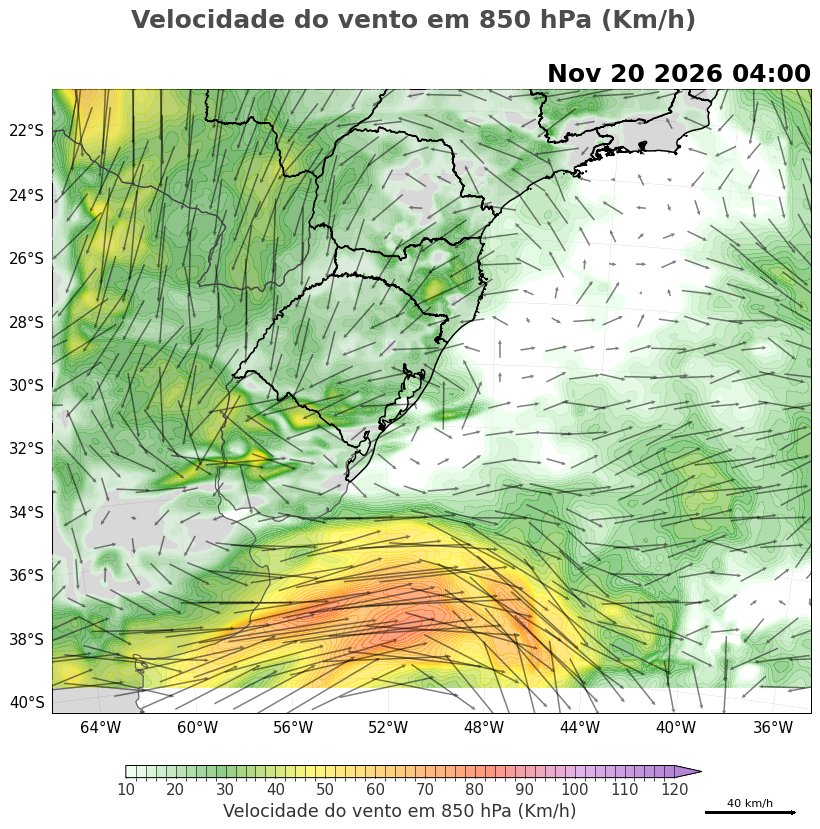 Velocidade do vento em 850 hPa (Km/h)
Nov 20 2026 04:00
22°S
24°S
26°S
28°S
30°S
32°S
34°S
36°S
38°S
40°S
64°W 60°W 56°W 52°W 48°W 44°W 40°W 36°W
10 20 30 40 50 60 70 80 90 100 110 120
Velocidade do vento em 850 hPa (Km/h)
40 km/h